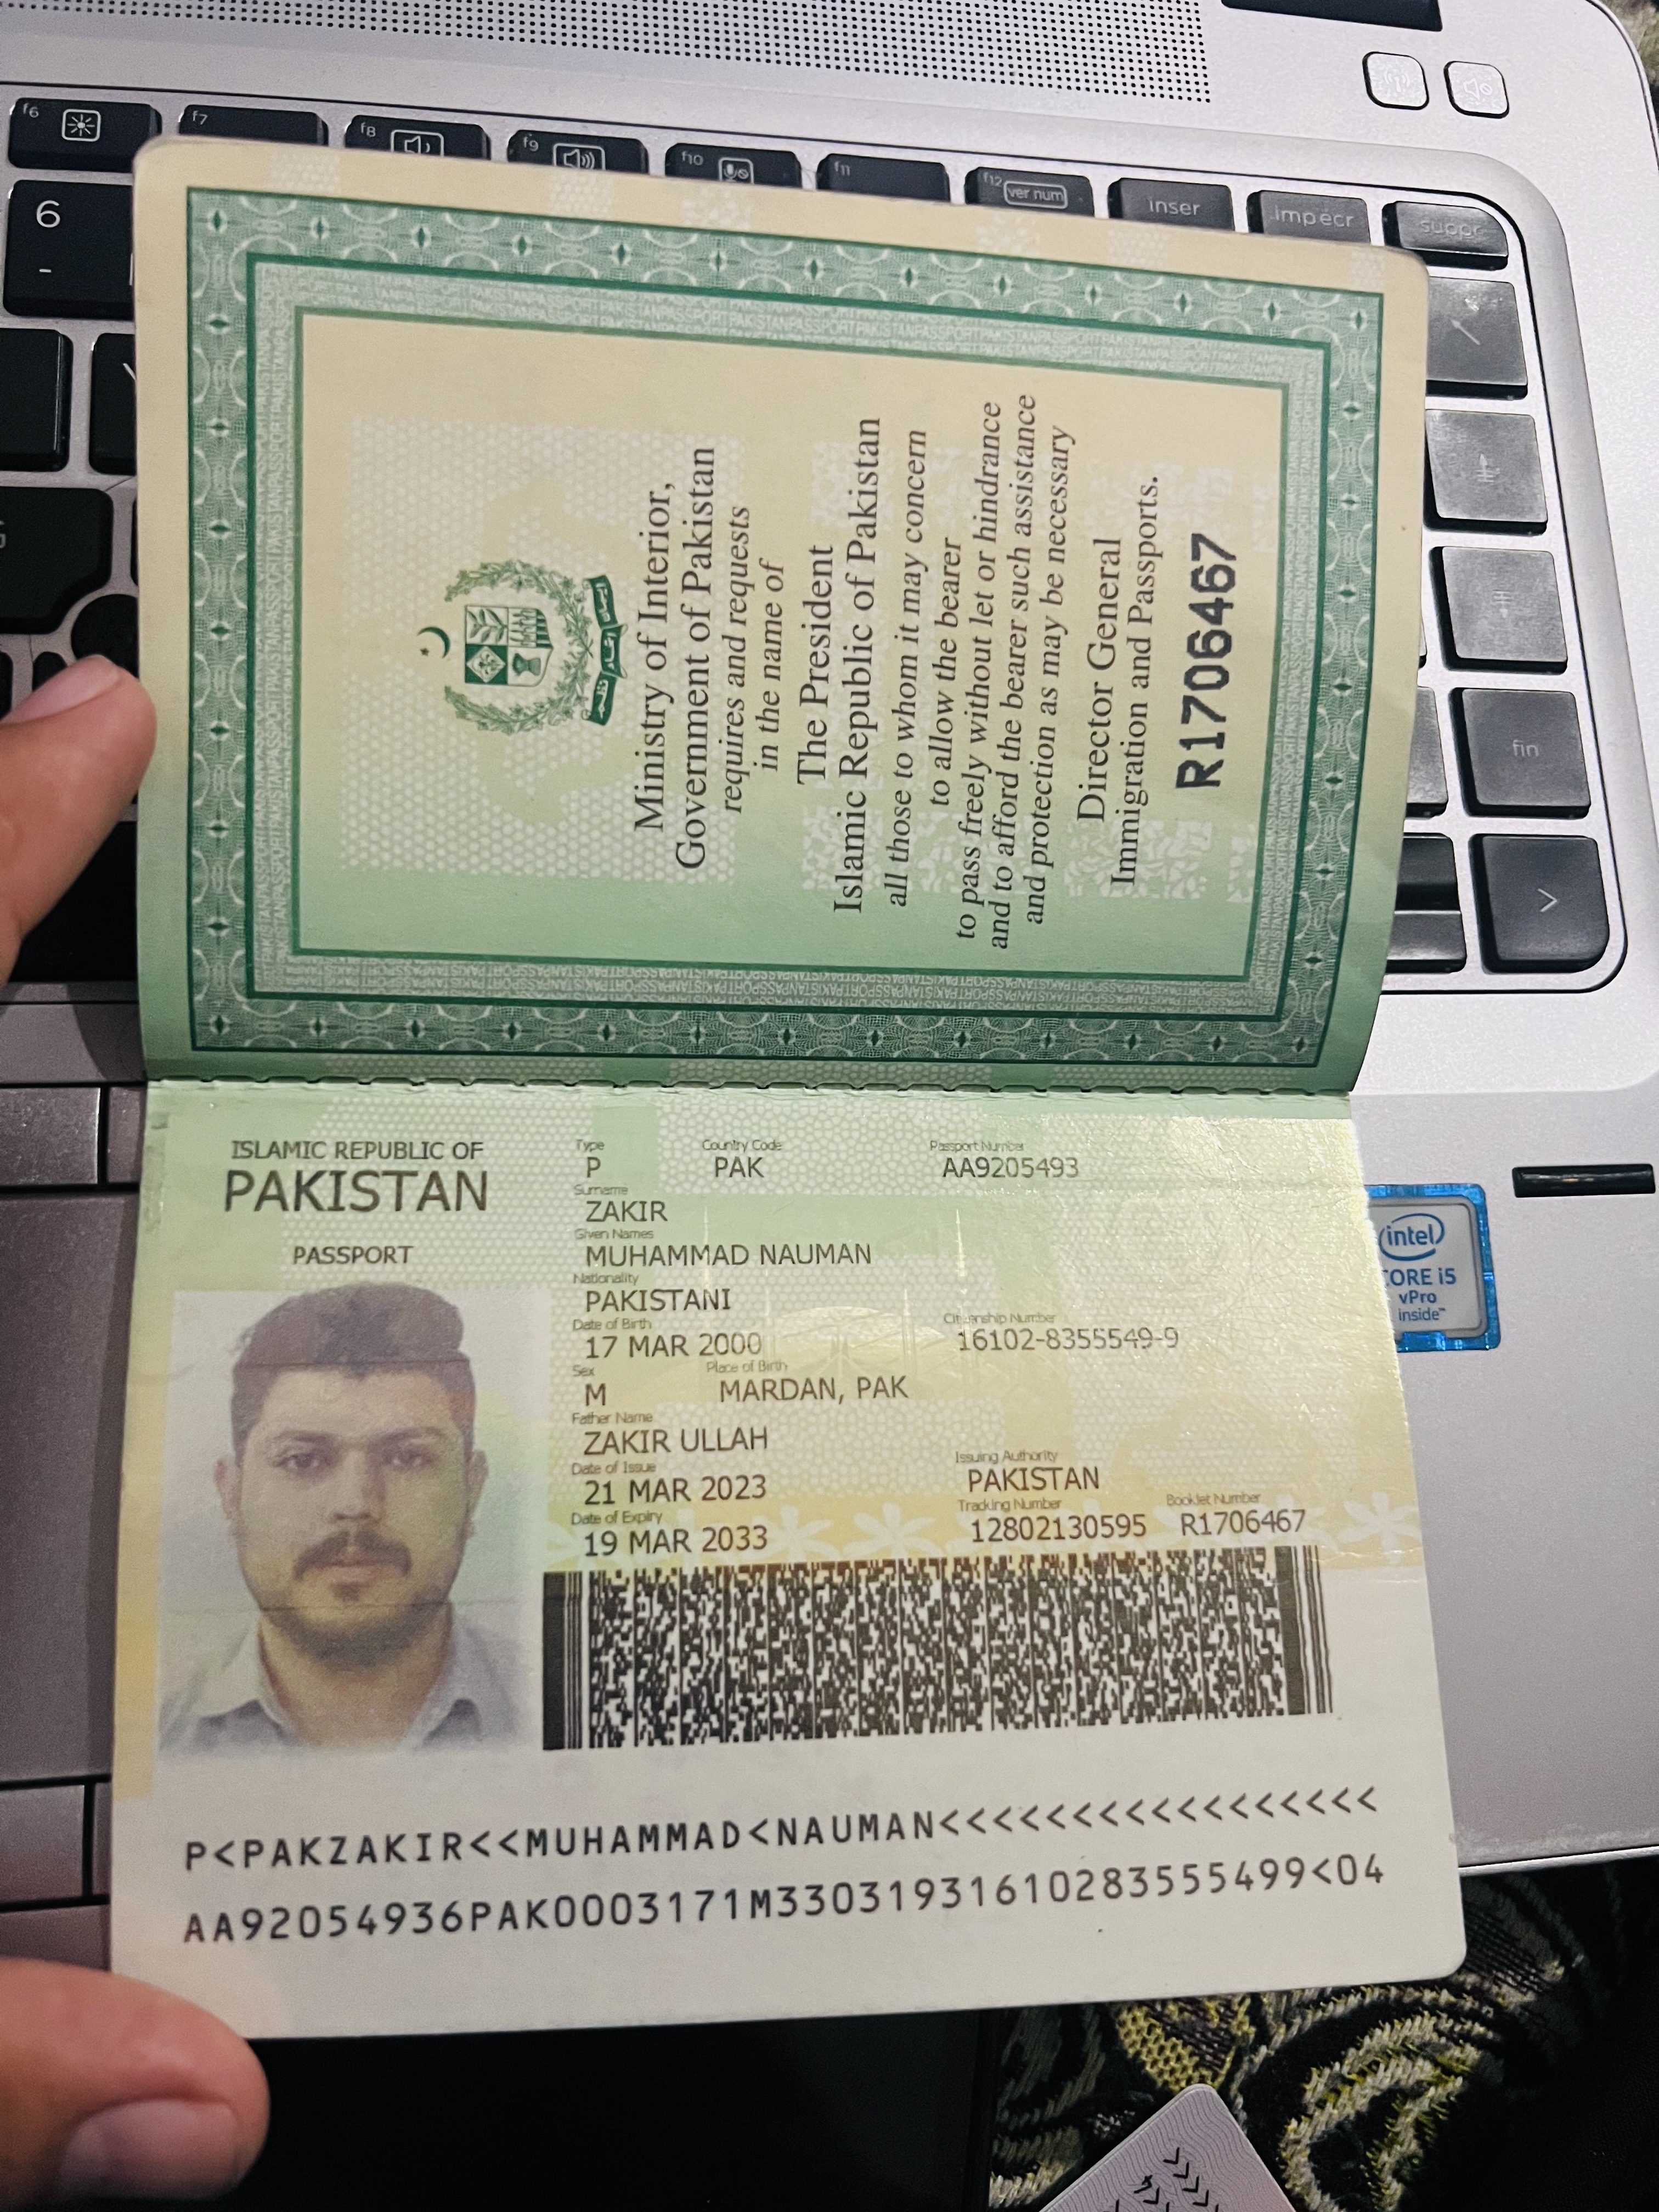 f6
f7
f8
f9
f10
f11
f12
ver num
inser
impécr
suppr
6
-
fin
Ministry of Interior,
Government of Pakistan
requires and requests
in the name of
The President
Islamic Republic of Pakistan
all those to whom it may concern
to allow the bearer
to pass freely without let or hindrance
and to afford the bearer such assistance
and protection as may be necessary
Director General
Immigration and Passports.
R1706467
ISLAMIC REPUBLIC OF
PAKISTAN
PASSPORT
Type
Country Code
Passport Number
P
PAK
AA9205493
Surname
ZAKIR
Given Names
MUHAMMAD NAUMAN
Nationality
PAKISTANI
Date of Birth
Citizenship Number
17 MAR 2000
16102-8355549-9
Sex
Place of Birth
M
MARDAN, PAK
Father Name
ZAKIR ULLAH
Date of Issue
Issuing Authority
21 MAR 2023
PAKISTAN
Date of Expiry
Tracking Number
Booklet Number
19 MAR 2033
12802130595
R1706467
P<PAKZAKIR<<MUHAMMAD<NAUMAN<<<<<<<<<<<<<<<<<
AA92054936PAK0003171M3303193161028355499<04
intel
CORE i5
vPro
inside™